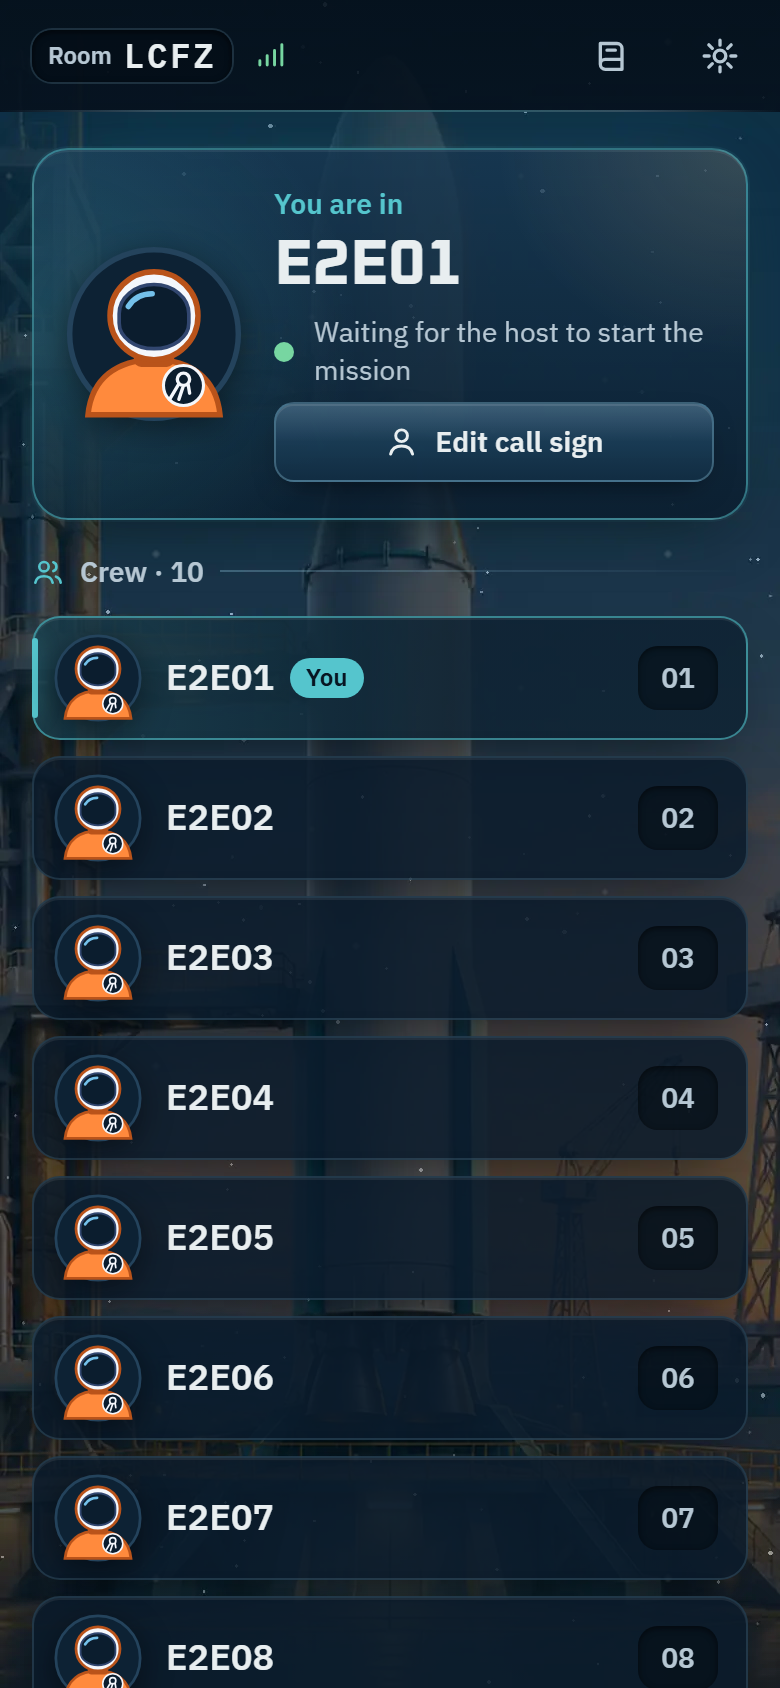 Room LCFZ
You are in
E2E01
Waiting for the host to start the
mission
Edit call sign
Crew · 10
E2E01 You 01
E2E02 02
E2E03 03
E2E04 04
E2E05 05
E2E06 06
E2E07 07
E2E08 08